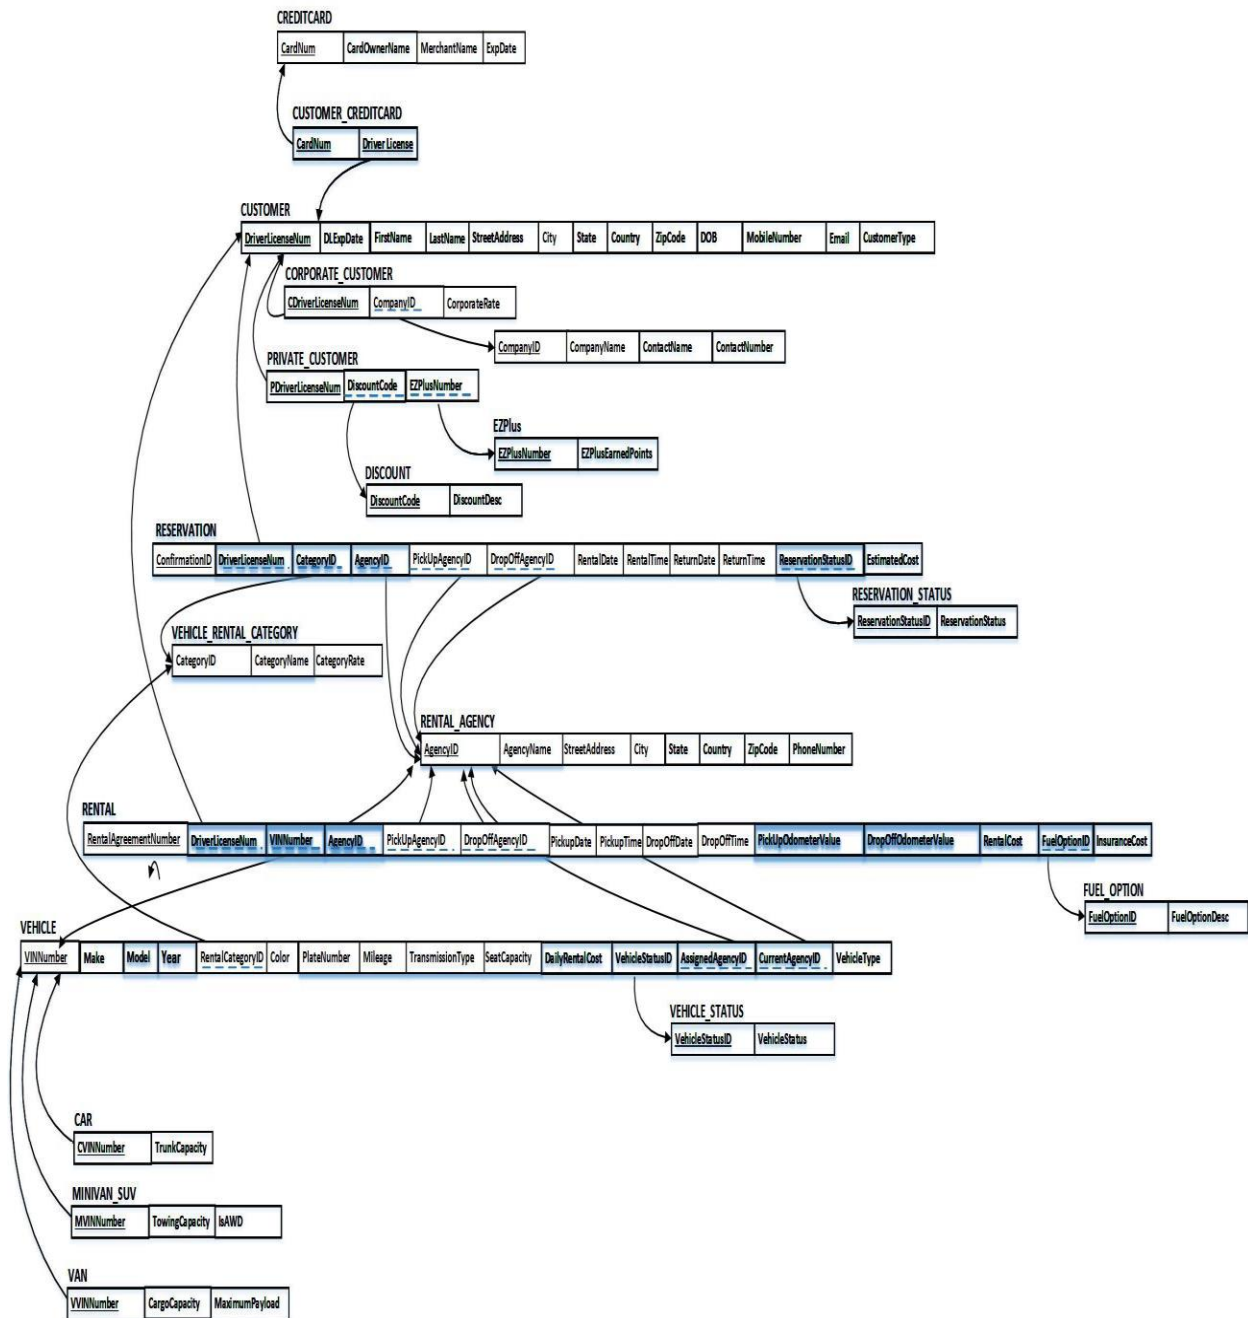 CREDITCARD
CardNum CardOwnerName MerchantName ExpDate
CUSTOMER_CREDITCARD
CardNum Driver License
CUSTOMER
DriverLicenseNum DLExpDate FirstName LastName StreetAddress City State Country ZipCode DOB MobileNumber Email CustomerType
CORPORATE_CUSTOMER
CDriverLicenseNum CompanyID CorporateRate
CompanyID CompanyName ContactName ContactNumber
PRIVATE_CUSTOMER
PDriverLicenseNum DiscountCode EZPlusNumber
EZPlus
EZPlusNumber EZPlusEarnedPoints
DISCOUNT
DiscountCode DiscountDesc
RESERVATION
ConfirmationID DriverLicenseNum CategoryID AgencyID PickUpAgencyID DropOffAgencyID RentalDate RentalTime ReturnDate ReturnTime ReservationStatusID EstimatedCost
RESERVATION_STATUS
ReservationStatusID ReservationStatus
VEHICLE_RENTAL_CATEGORY
CategoryID CategoryName CategoryRate
RENTAL_AGENCY
AgencyID AgencyName StreetAddress City State Country ZipCode PhoneNumber
RENTAL
RentalAgreementNumber DriverLicenseNum VINNumber AgencyID PickUpAgencyID DropOffAgencyID PickupDate PickupTime DropOffDate DropOffTime PickUpOdometerValue DropOffOdometerValue RentalCost FuelOptionID InsuranceCost
FUEL_OPTION
FuelOptionID FuelOptionDesc
VEHICLE
VINNumber Make Model Year RentalCategoryID Color PlateNumber Mileage TransmissionType SeatCapacity DailyRentalCost VehicleStatusID AssignedAgencyID CurrentAgencyID VehicleType
VEHICLE_STATUS
VehicleStatusID VehicleStatus
CAR
CVINNumber TrunkCapacity
MINIVAN_SUV
MVINNumber TowingCapacity IsAWD
VAN
VVINNumber CargoCapacity MaximumPayload